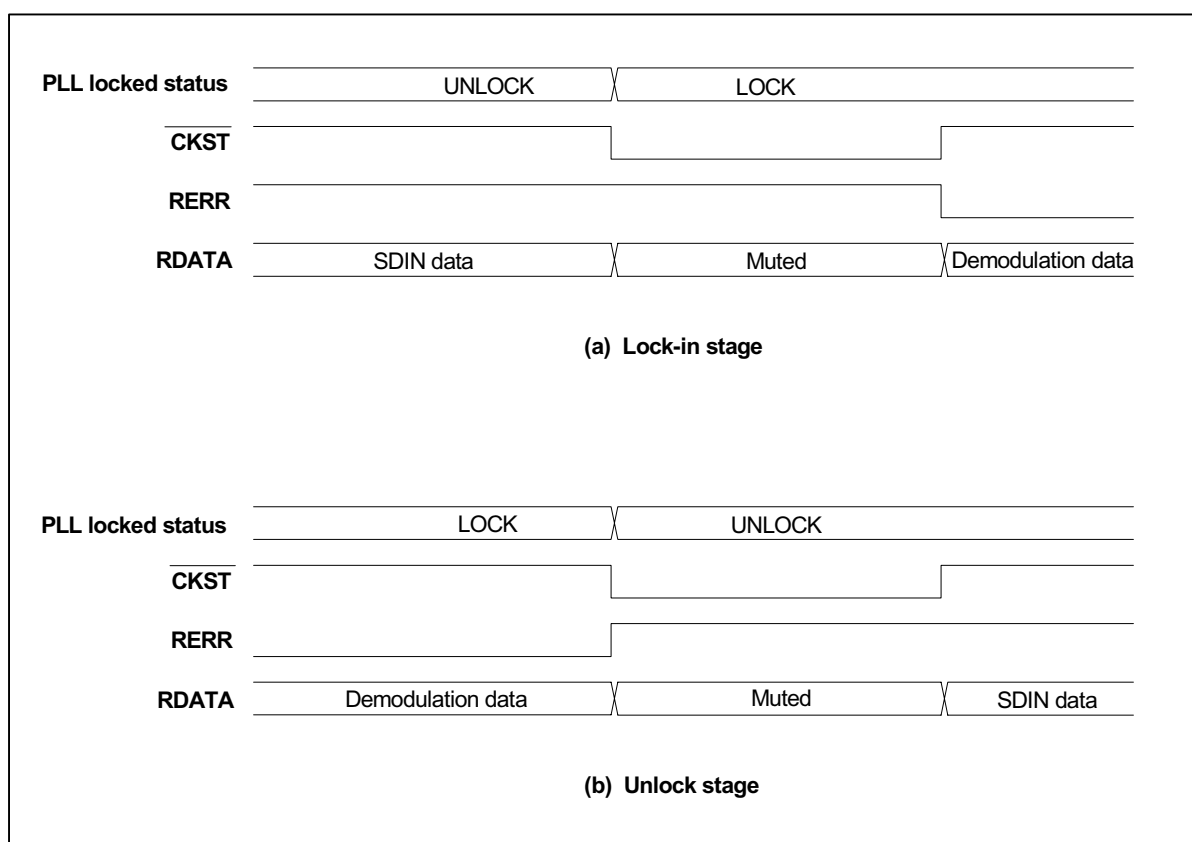 PLL locked status UNLOCK LOCK
CKST
RERR
RDATA SDIN data Muted Demodulation data
(a) Lock-in stage
PLL locked status LOCK UNLOCK
CKST
RERR
RDATA Demodulation data Muted SDIN data
(b) Unlock stage